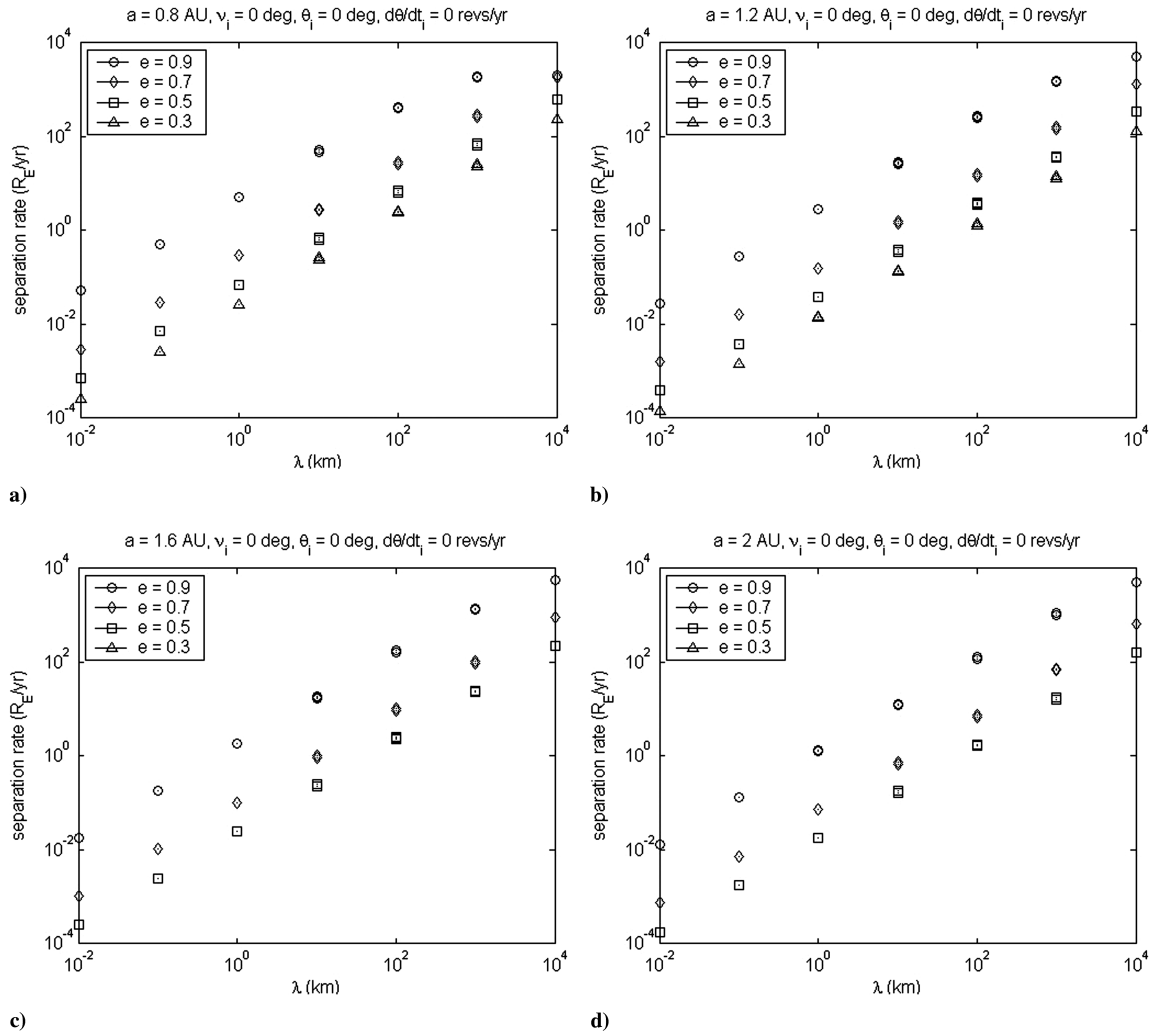 a = 0.8 AU, νi = 0 deg, θi = 0 deg, dθ/dti = 0 revs/yr
10^4
10^2
10^0
10^-2
10^-4
separation rate (RE/yr)
e = 0.9
e = 0.7
e = 0.5
e = 0.3
10^-2 10^0 10^2 10^4
λ (km)
a)
a = 1.2 AU, νi = 0 deg, θi = 0 deg, dθ/dti = 0 revs/yr
10^4
10^2
10^0
10^-2
10^-4
separation rate (RE/yr)
e = 0.9
e = 0.7
e = 0.5
e = 0.3
10^-2 10^0 10^2 10^4
λ (km)
b)
a = 1.6 AU, νi = 0 deg, θi = 0 deg, dθ/dti = 0 revs/yr
10^4
10^2
10^0
10^-2
10^-4
separation rate (RE/yr)
e = 0.9
e = 0.7
e = 0.5
e = 0.3
10^-2 10^0 10^2 10^4
λ (km)
c)
a = 2 AU, νi = 0 deg, θi = 0 deg, dθ/dti = 0 revs/yr
10^4
10^2
10^0
10^-2
10^-4
separation rate (RE/yr)
e = 0.9
e = 0.7
e = 0.5
e = 0.3
10^-2 10^0 10^2 10^4
λ (km)
d)